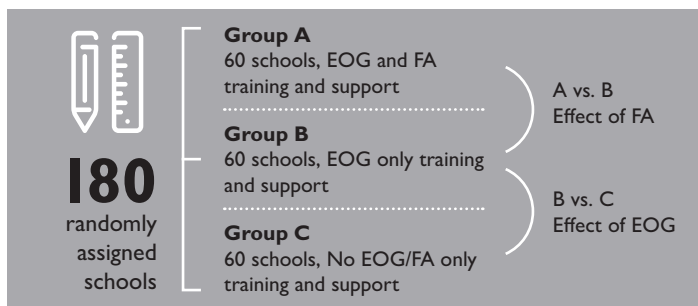 180
randomly
assigned
schools
Group A
60 schools, EOG and FA
training and support
Group B
60 schools, EOG only training
and support
Group C
60 schools, No EOG/FA only
training and support
A vs. B
Effect of FA
B vs. C
Effect of EOG